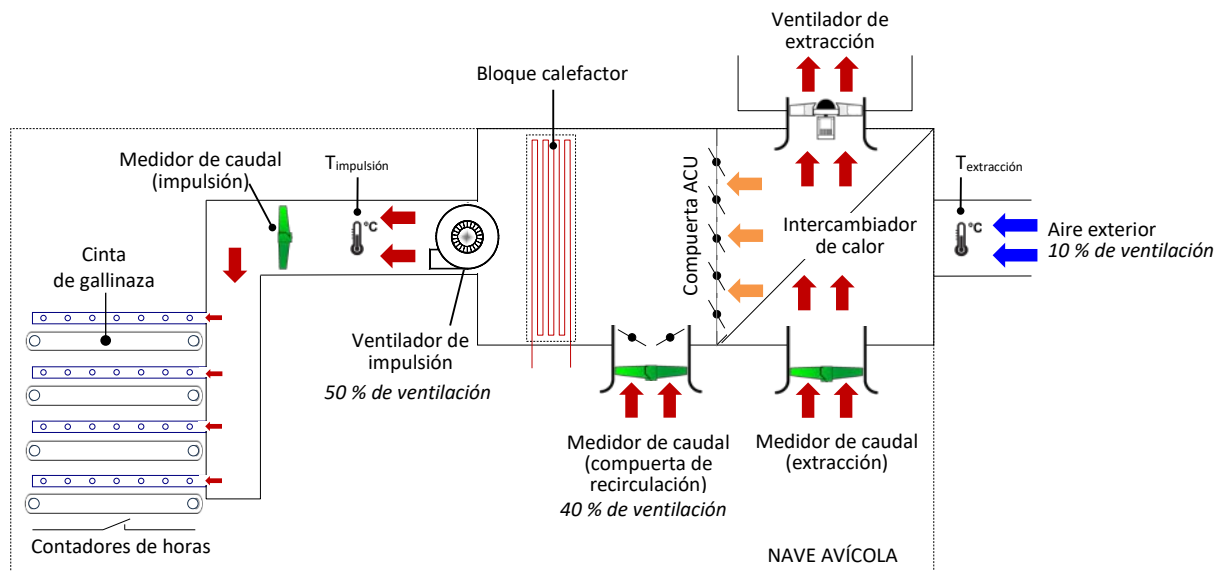 Ventilador de
extracción
Bloque calefactor
Medidor de caudal
(impulsión)
Timpulsión
°C
Compuerta ACU
Intercambiador
de calor
Textracción
°C
Aire exterior
10 % de ventilación
Cinta
de gallinaza
Ventilador de
impulsión
50 % de ventilación
Medidor de caudal
(compuerta de
recirculación)
40 % de ventilación
Medidor de caudal
(extracción)
Contadores de horas
NAVE AVÍCOLA